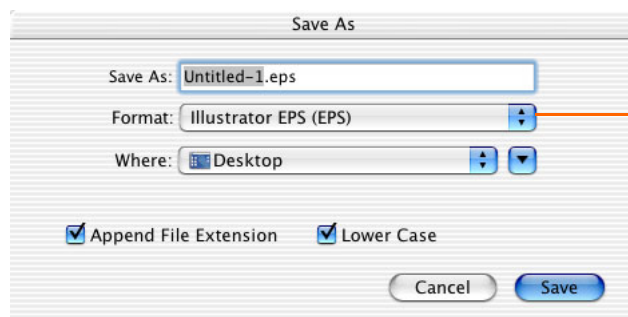 Save As
Save As: Untitled-1.eps
Format: Illustrator EPS (EPS)
Where: Desktop
Append File Extension Lower Case
Cancel Save